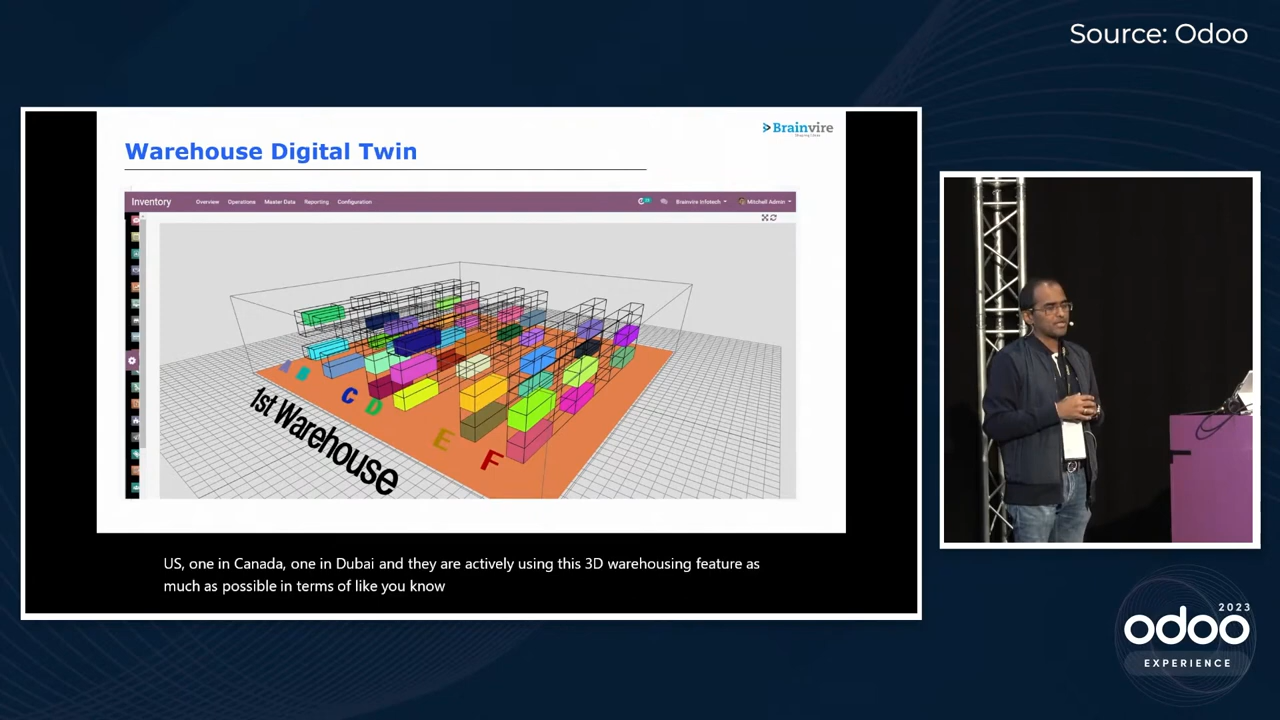 Source: Odoo
Brainvire
Warehouse Digital Twin
Inventory
Overview
Operations
Master Data
Reporting
Configuration
Brainvire Infotech
Mitchell Admin
A
B
C
D
E
F
1st Warehouse
US, one in Canada, one in Dubai and they are actively using this 3D warehousing feature as
much as possible in terms of like you know
2023
odoo
EXPERIENCE